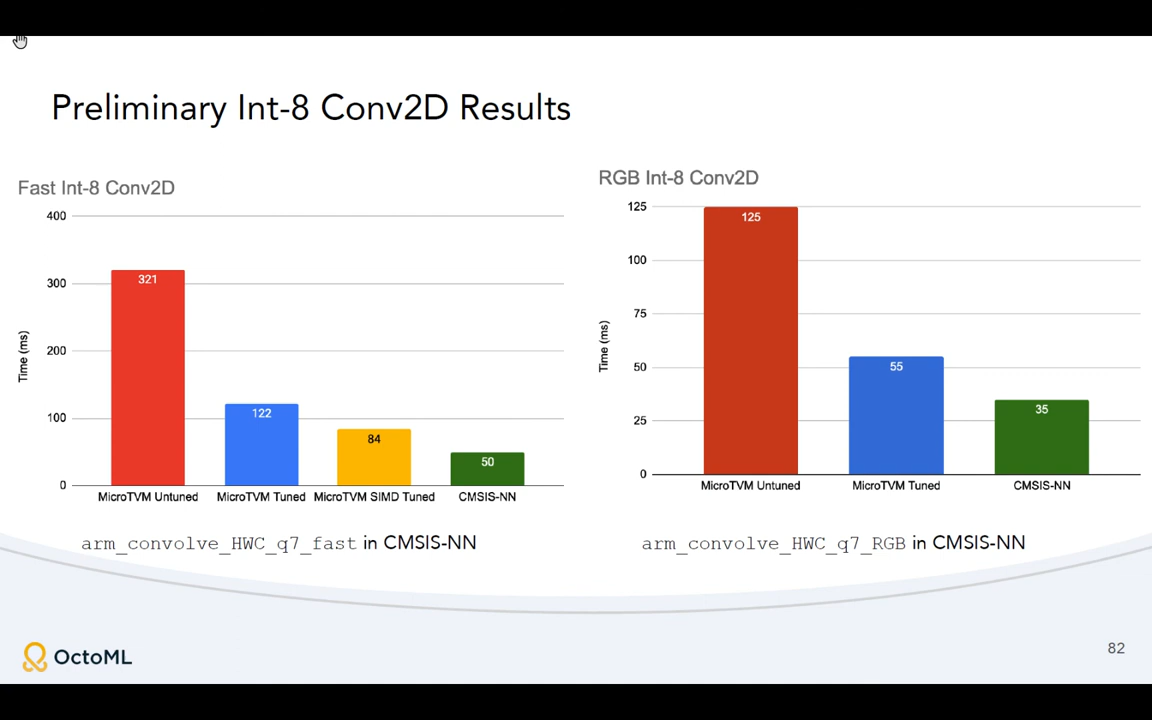 Preliminary Int-8 Conv2D Results
Fast Int-8 Conv2D
400
300
200
100
0
Time (ms)
321
122
84
50
MicroTVM Untuned
MicroTVM Tuned
MicroTVM SIMD Tuned
CMSIS-NN
arm_convolve_HWC_q7_fast in CMSIS-NN
RGB Int-8 Conv2D
125
100
75
50
25
0
Time (ms)
125
55
35
MicroTVM Untuned
MicroTVM Tuned
CMSIS-NN
arm_convolve_HWC_q7_RGB in CMSIS-NN
OctoML
82